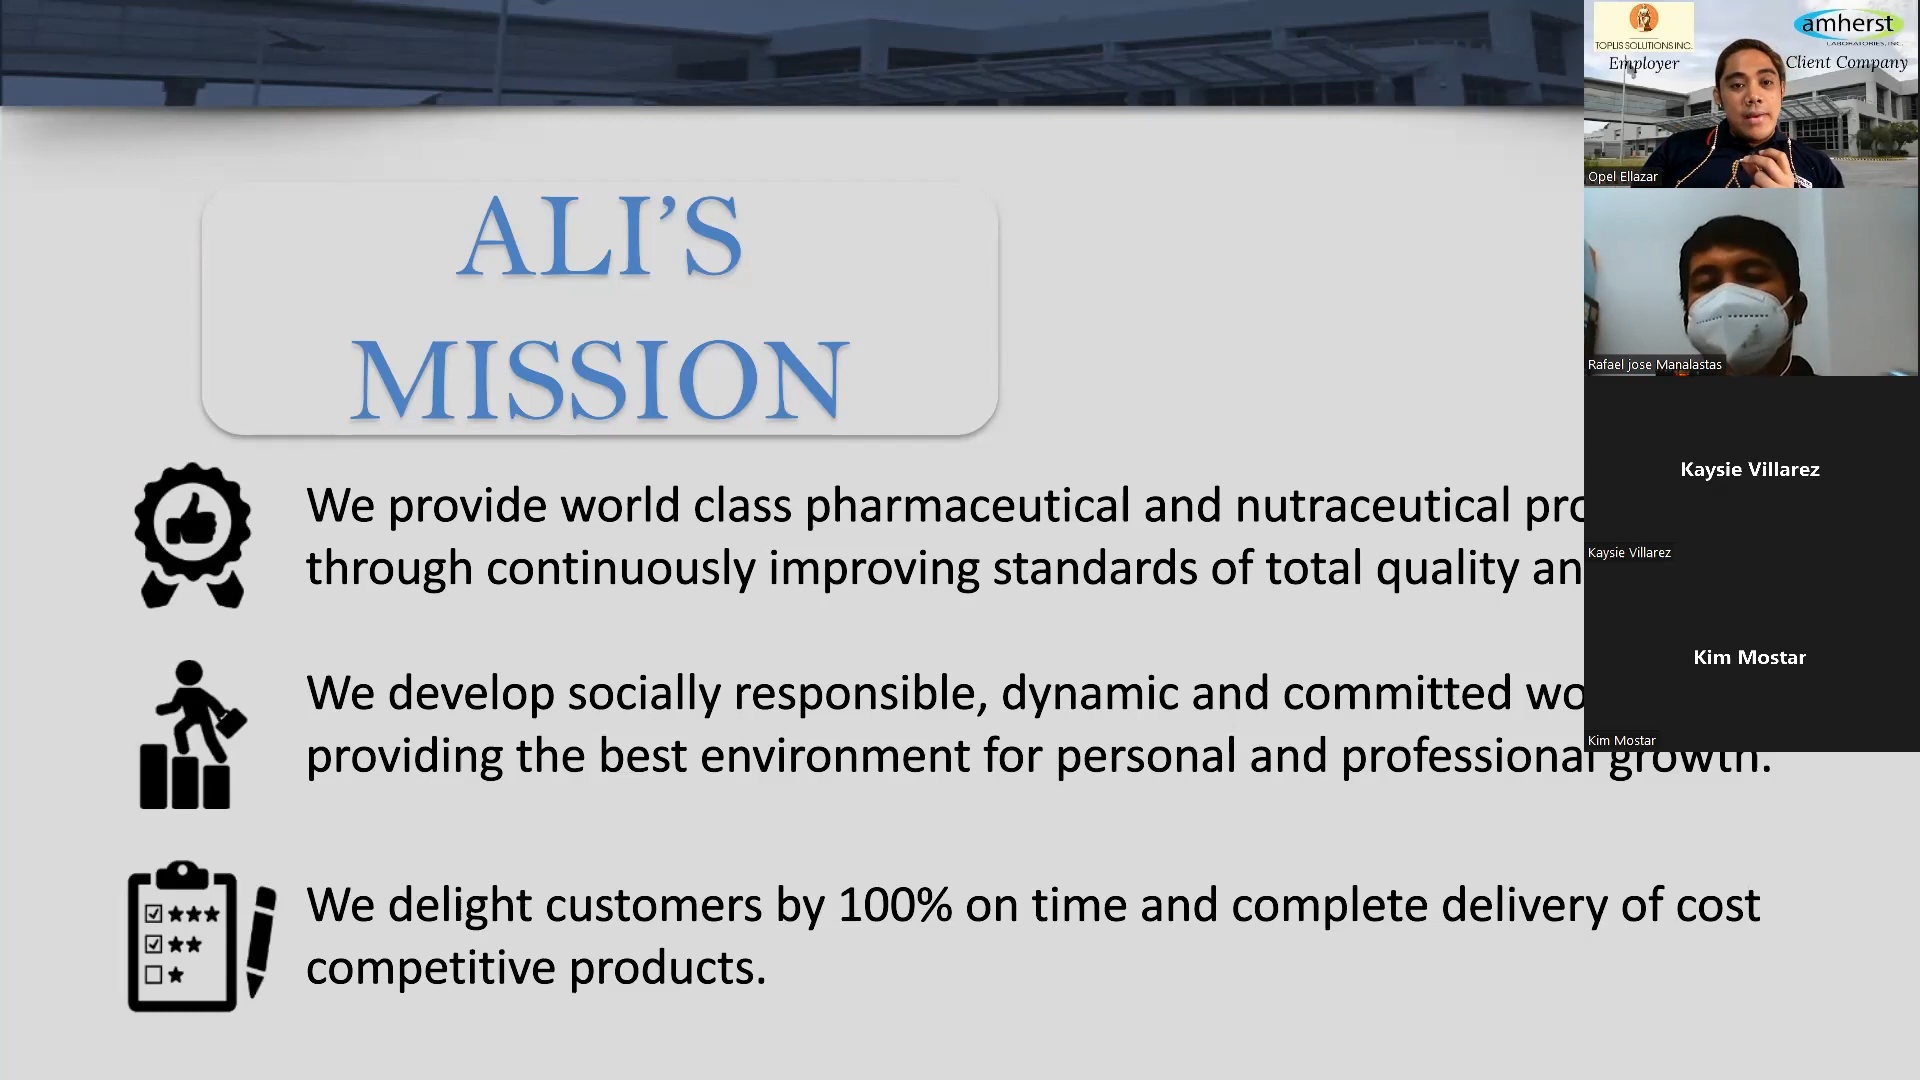 ALI'S
MISSION
We provide world class pharmaceutical and nutraceutical
through continuously improving standards of total quality
We develop socially responsible, dynamic and committed
providing the best environment for personal and professional growth.
We delight customers by 100% on time and complete delivery of cost
competitive products.
TOPLIS SOLUTIONS INC.
Employer
amherst
LABORATORIES, INC.
Client Company
Opel Ellazar
Rafael jose Manalastas
Kaysie Villarez
Kaysie Villarez
Kim Mostar
Kim Mostar